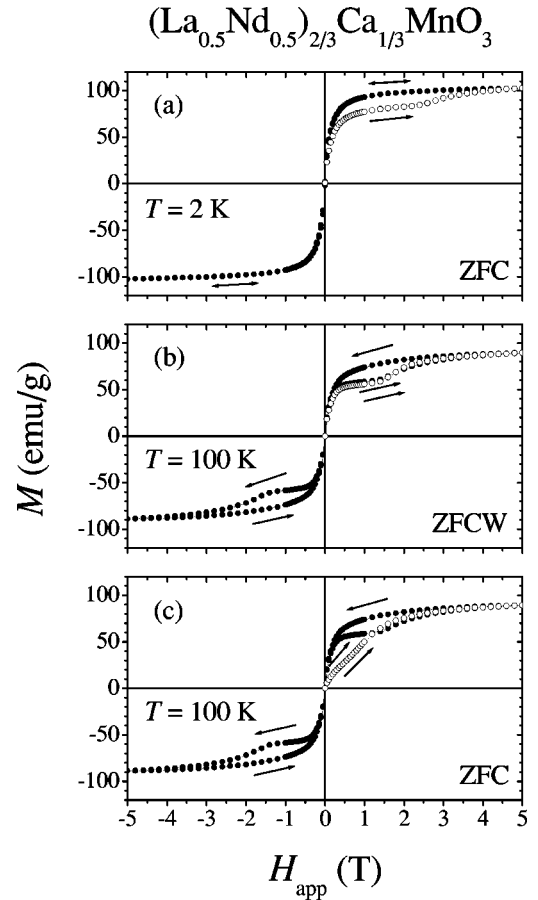 (La0.5Nd0.5)2/3Ca1/3MnO3
(a)
100
50
0
-50
-100
T = 2 K
ZFC
(b)
100
50
0
-50
-100
T = 100 K
ZFCW
(c)
100
50
0
-50
-100
T = 100 K
ZFC
M (emu/g)
-5 -4 -3 -2 -1 0 1 2 3 4 5
Happ (T)